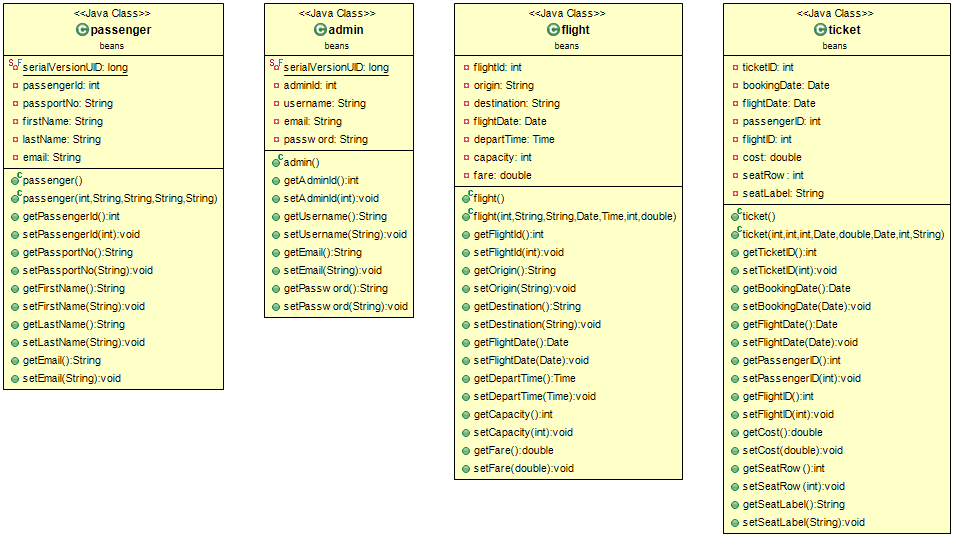 <<Java Class>>
passenger
beans
serialVersionUID: long
passengerId: int
passportNo: String
firstName: String
lastName: String
email: String
passenger()
passenger(int,String,String,String,String)
getPassengerId():int
setPassengerId(int):void
getPassportNo():String
setPassportNo(String):void
getFirstName():String
setFirstName(String):void
getLastName():String
setLastName(String):void
getEmail():String
setEmail(String):void
<<Java Class>>
admin
beans
serialVersionUID: long
adminId: int
username: String
email: String
password: String
admin()
getAdminId():int
setAdminId(int):void
getUsername():String
setUsername(String):void
getEmail():String
setEmail(String):void
getPassword():String
setPassword(String):void
<<Java Class>>
flight
beans
flightId: int
origin: String
destination: String
flightDate: Date
departTime: Time
capacity: int
fare: double
flight()
flight(int,String,String,Date,Time,int,double)
getFlightId():int
setFlightId(int):void
getOrigin():String
setOrigin(String):void
getDestination():String
setDestination(String):void
getFlightDate():Date
setFlightDate(Date):void
getDepartTime():Time
setDepartTime(Time):void
getCapacity():int
setCapacity(int):void
getFare():double
setFare(double):void
<<Java Class>>
ticket
beans
ticketID: int
bookingDate: Date
flightDate: Date
passengerID: int
flightID: int
cost: double
seatRow: int
seatLabel: String
ticket()
ticket(int,int,int,Date,double,Date,int,String)
getTicketID():int
setTicketID(int):void
getBookingDate():Date
setBookingDate(Date):void
getFlightDate():Date
setFlightDate(Date):void
getPassengerID():int
setPassengerID(int):void
getFlightID():int
setFlightID(int):void
getCost():double
setCost(double):void
getSeatRow():int
setSeatRow(int):void
getSeatLabel():String
setSeatLabel(String):void